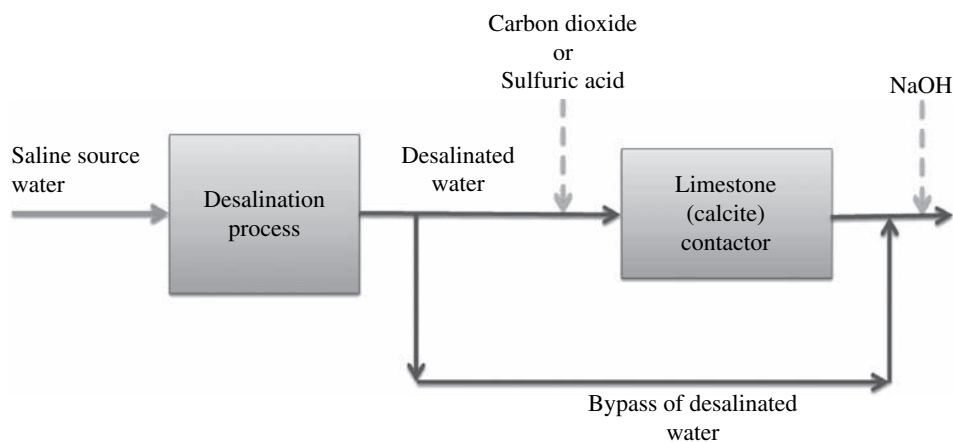 Carbon dioxide
or
Sulfuric acid
NaOH
Saline source
water
Desalination
process
Desalinated
water
Limestone
(calcite)
contactor
Bypass of desalinated
water